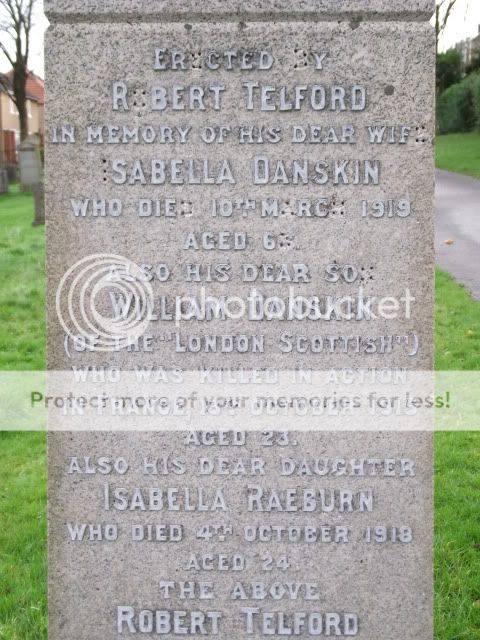 ERECTED BY
ROBERT TELFORD
IN MEMORY OF HIS DEAR WIFE
ISABELLA DANSKIN
WHO DIED 10TH MARCH 1919
AGED
ALSO HIS DEAR SON
WILLIAM DANSKIN
photobucket
(OF THE "LONDON SCOTTISH")
WHO WAS KILLED IN ACTION
Protect more of your memories for less!
IN FRANCE OCTOBER
AGED 23.
ALSO HIS DEAR DAUGHTER
ISABELLA RAEBURN
WHO DIED 4TH OCTOBER 1918
AGED 24.
THE ABOVE
ROBERT TELFORD